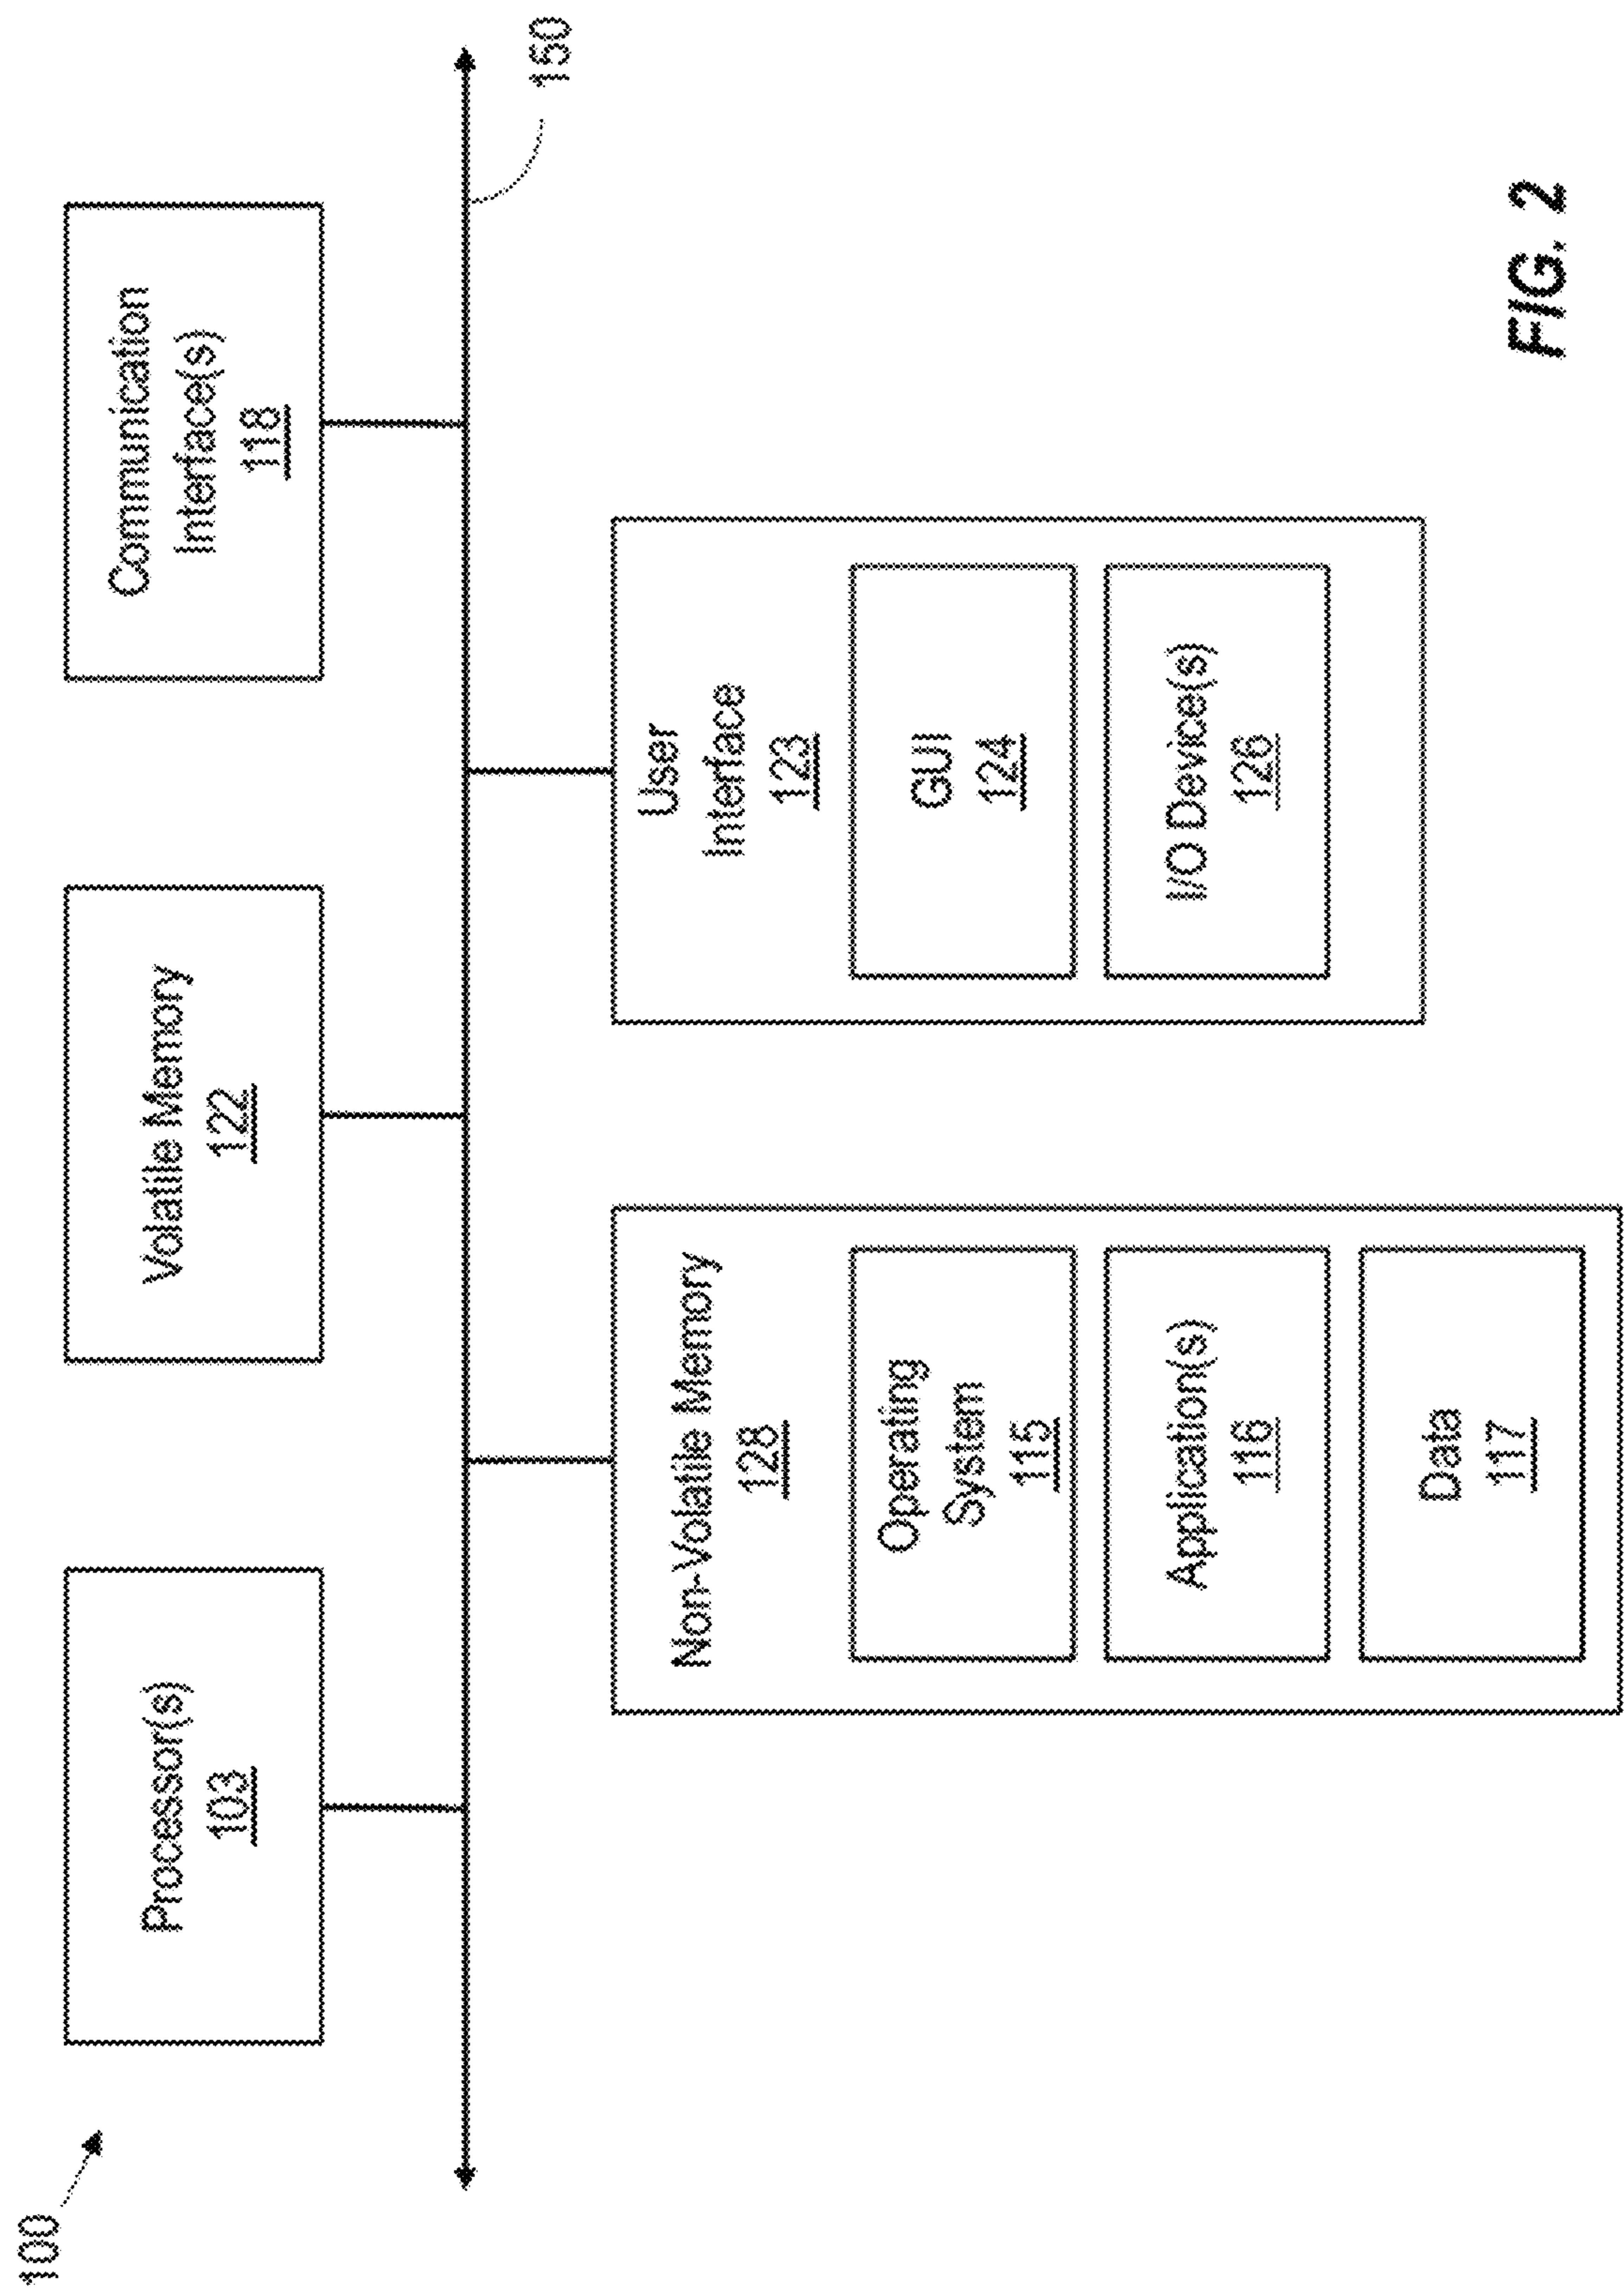 100
Processor(s)
103
Volatile Memory
122
Communication
Interface(s)
118
150
Non-Volatile Memory
128
Operating
System
115
Application(s)
116
Data
117
User
Interface
123
GUI
124
I/O Device(s)
126
FIG. 2